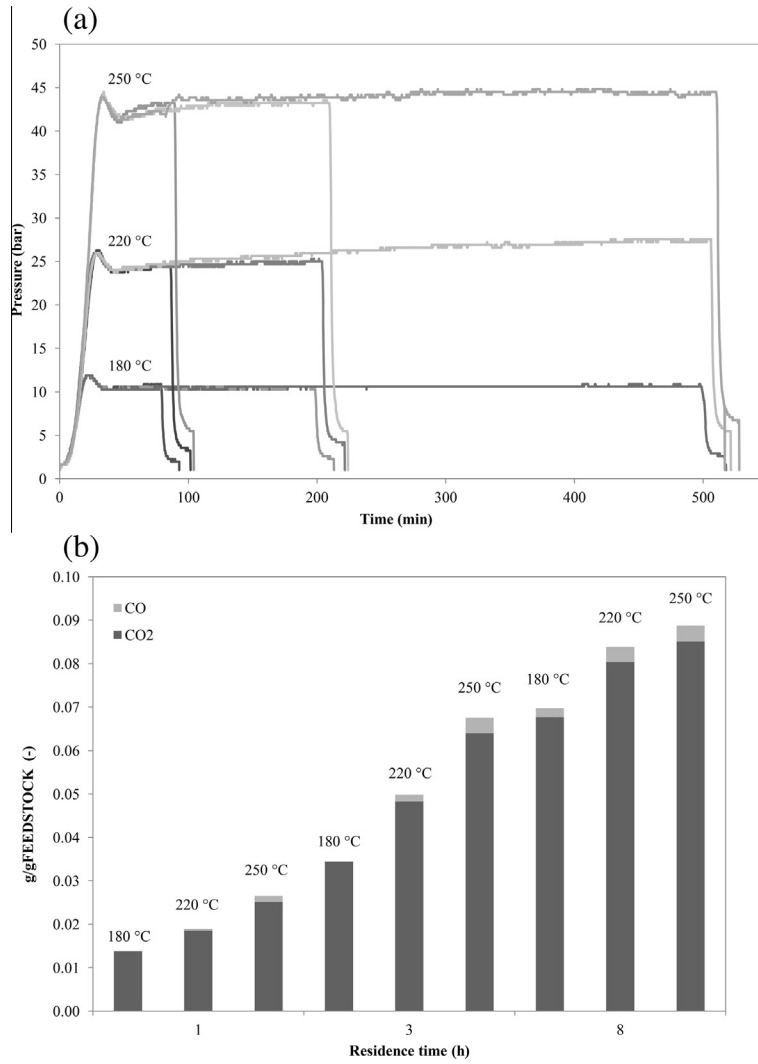 (a)
50
45
40
35
30
25
20
15
10
5
0
250 °C
220 °C
180 °C
Pressure (bar)
0 100 200 300 400 500
Time (min)
(b)
0.10
0.09
0.08
0.07
0.06
0.05
0.04
0.03
0.02
0.01
0.00
g/gFEEDSTOCK (-)
CO
CO2
180 °C
220 °C
250 °C
180 °C
220 °C
250 °C
180 °C
220 °C
250 °C
1 3 8
Residence time (h)